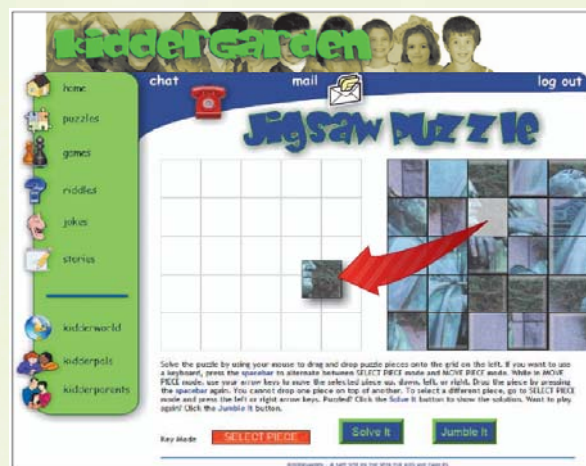 kiddergarden
chat mail log out
home
Jigsaw Puzzle
puzzles
games
riddles
jokes
stories
kidderworld
kidderpals
kidderparents
Solve the puzzle by using your mouse to drag and drop puzzle pieces onto the grid on the left. If you want to use
a keyboard, press the spacebar to alternate between SELECT PIECE mode and MOVE PIECE mode. While in MOVE
PIECE mode, use your arrow keys to move the selected piece up, down, left, or right. Drop the piece by pressing
the spacebar again. You cannot drop one piece on top of another. To select a different piece, go to SELECT PIECE
mode and press the left or right arrow keys. Puzzled? Click the Solve It button to show the solution. Want to play
again? Click the Jumble It button.
Key Mode SELECT PIECE Solve It Jumble It